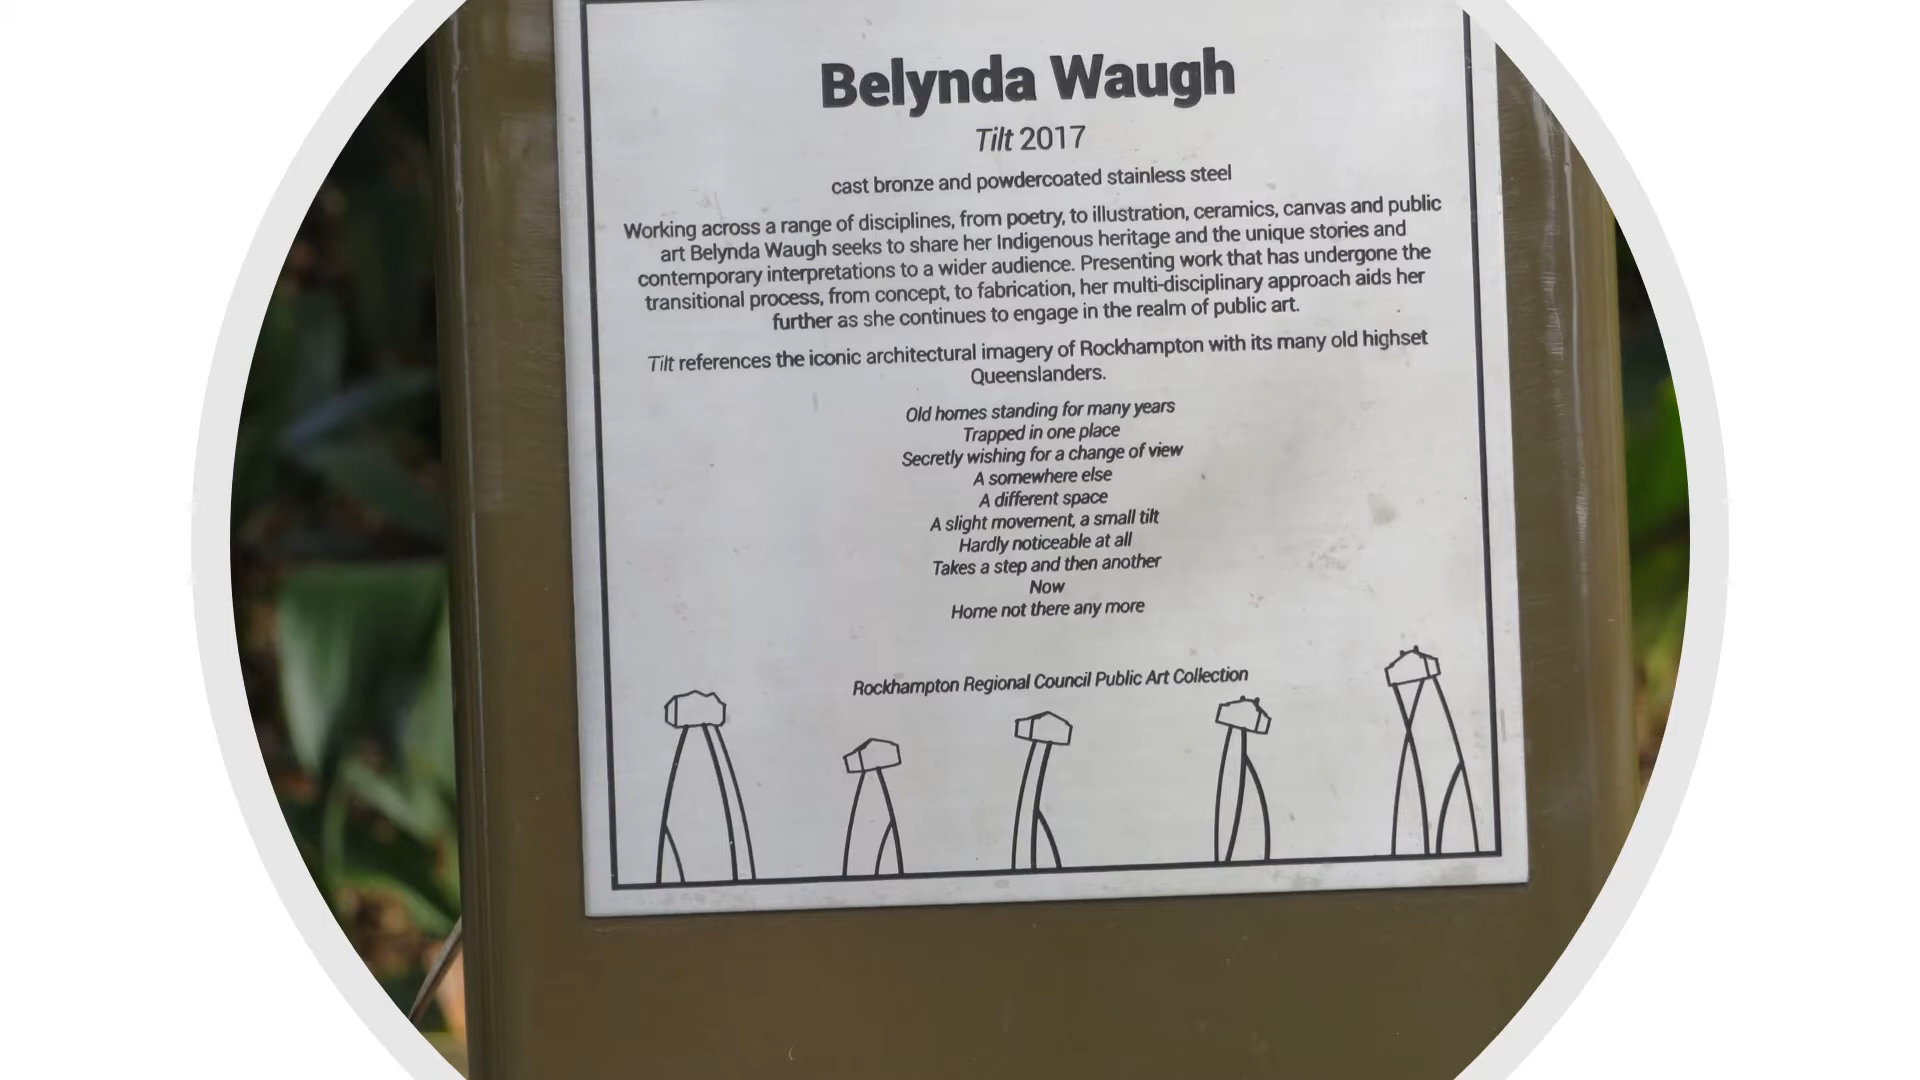 Belynda Waugh
Tilt 2017
cast bronze and powdercoated stainless steel
Working across a range of disciplines, from poetry, to illustration, ceramics, canvas and public
art Belynda Waugh seeks to share her Indigenous heritage and the unique stories and
contemporary interpretations to a wider audience. Presenting work that has undergone the
transitional process, from concept, to fabrication, her multi-disciplinary approach aids her
further as she continues to engage in the realm of public art.
Tilt references the iconic architectural imagery of Rockhampton with its many old highset
Queenslanders.
Old homes standing for many years
Trapped in one place
Secretly wishing for a change of view
A somewhere else
A different space
A slight movement, a small tilt
Hardly noticeable at all
Takes a step and then another
Now
Home not there any more
Rockhampton Regional Council Public Art Collection